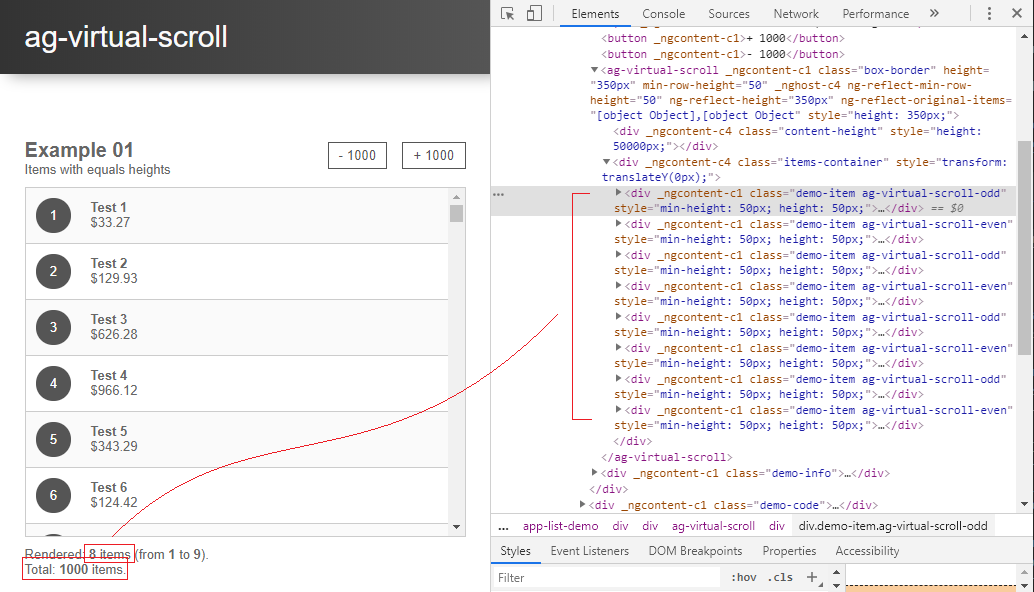 ag-virtual-scroll
Example 01
Items with equals heights
- 1000
+ 1000
1
Test 1
$33.27
2
Test 2
$129.93
3
Test 3
$626.28
4
Test 4
$966.12
5
Test 5
$343.29
6
Test 6
$124.42
Rendered: 8 items (from 1 to 9).
Total: 1000 items.
Elements Console Sources Network Performance »
<button _ngcontent-c1>+ 1000</button>
<button _ngcontent-c1>- 1000</button>
▼<ag-virtual-scroll _ngcontent-c1 class="box-border" height=
"350px" min-row-height="50" _nghost-c4 ng-reflect-min-row-
height="50" ng-reflect-height="350px" ng-reflect-original-items=
"[object Object],[object Object" style="height: 350px;">
<div _ngcontent-c4 class="content-height" style="height:
50000px;"></div>
▼<div _ngcontent-c4 class="items-container" style="transform:
translateY(0px);">
… ▶<div _ngcontent-c1 class="demo-item ag-virtual-scroll-odd"
style="min-height: 50px; height: 50px;">…</div> == $0
▶<div _ngcontent-c1 class="demo-item ag-virtual-scroll-even"
style="min-height: 50px; height: 50px;">…</div>
▶<div _ngcontent-c1 class="demo-item ag-virtual-scroll-odd"
style="min-height: 50px; height: 50px;">…</div>
▶<div _ngcontent-c1 class="demo-item ag-virtual-scroll-even"
style="min-height: 50px; height: 50px;">…</div>
▶<div _ngcontent-c1 class="demo-item ag-virtual-scroll-odd"
style="min-height: 50px; height: 50px;">…</div>
▶<div _ngcontent-c1 class="demo-item ag-virtual-scroll-even"
style="min-height: 50px; height: 50px;">…</div>
▶<div _ngcontent-c1 class="demo-item ag-virtual-scroll-odd"
style="min-height: 50px; height: 50px;">…</div>
▶<div _ngcontent-c1 class="demo-item ag-virtual-scroll-even"
style="min-height: 50px; height: 50px;">…</div>
</div>
</ag-virtual-scroll>
▶<div _ngcontent-c1 class="demo-info">…</div>
</div>
▶<div _ngcontent-c1 class="demo-code">…</div>
... app-list-demo div div ag-virtual-scroll div div.demo-item.ag-virtual-scroll-odd
Styles Event Listeners DOM Breakpoints Properties Accessibility
Filter :hov .cls +